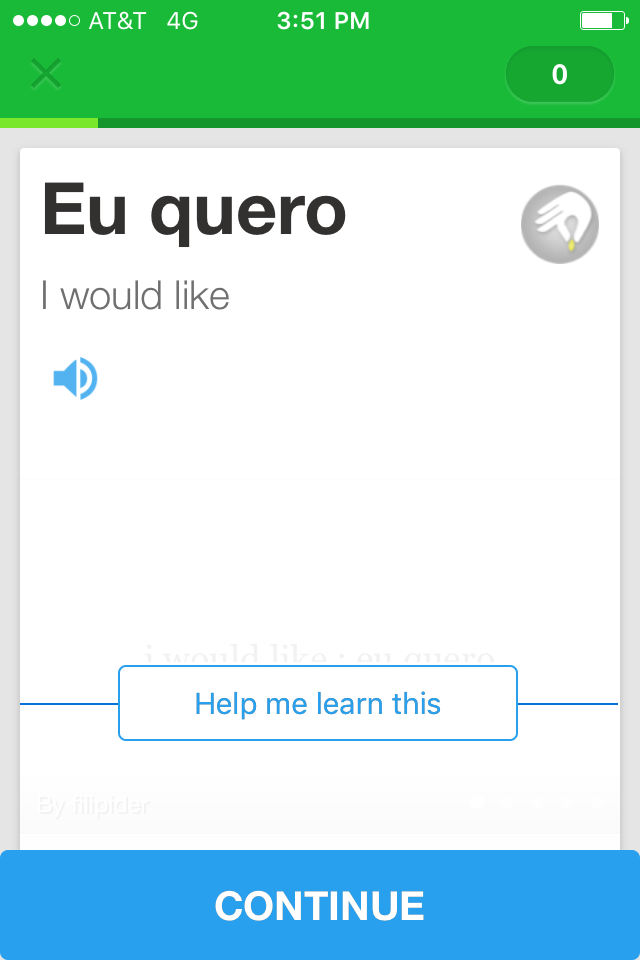 AT&T 4G 3:51 PM
0
Eu quero
I would like
i would like : eu quero
Help me learn this
By filipider
CONTINUE